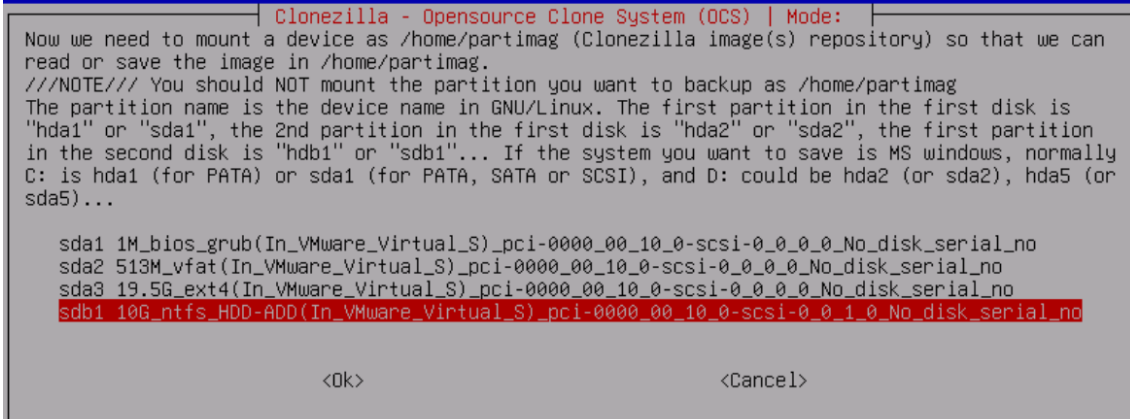 Clonezilla - Opensource Clone System (OCS) | Mode:
Now we need to mount a device as /home/partimag (Clonezilla image(s) repository) so that we can
read or save the image in /home/partimag.
///NOTE/// You should NOT mount the partition you want to backup as /home/partimag
The partition name is the device name in GNU/Linux. The first partition in the first disk is
"hda1" or "sda1", the 2nd partition in the first disk is "hda2" or "sda2", the first partition
in the second disk is "hdb1" or "sdb1"... If the system you want to save is MS windows, normally
C: is hda1 (for PATA) or sda1 (for PATA, SATA or SCSI), and D: could be hda2 (or sda2), hda5 (or
sda5)...
sda1 1M_bios_grub(In_VMware_Virtual_S)_pci-0000_00_10_0-scsi-0_0_0_0_No_disk_serial_no
sda2 513M_vfat(In_VMware_Virtual_S)_pci-0000_00_10_0-scsi-0_0_0_0_No_disk_serial_no
sda3 19.5G_ext4(In_VMware_Virtual_S)_pci-0000_00_10_0-scsi-0_0_0_0_No_disk_serial_no
sdb1 10G_ntfs_HDD-ADD(In_VMware_Virtual_S)_pci-0000_00_10_0-scsi-0_0_1_0_No_disk_serial_no
<Ok> <Cancel>